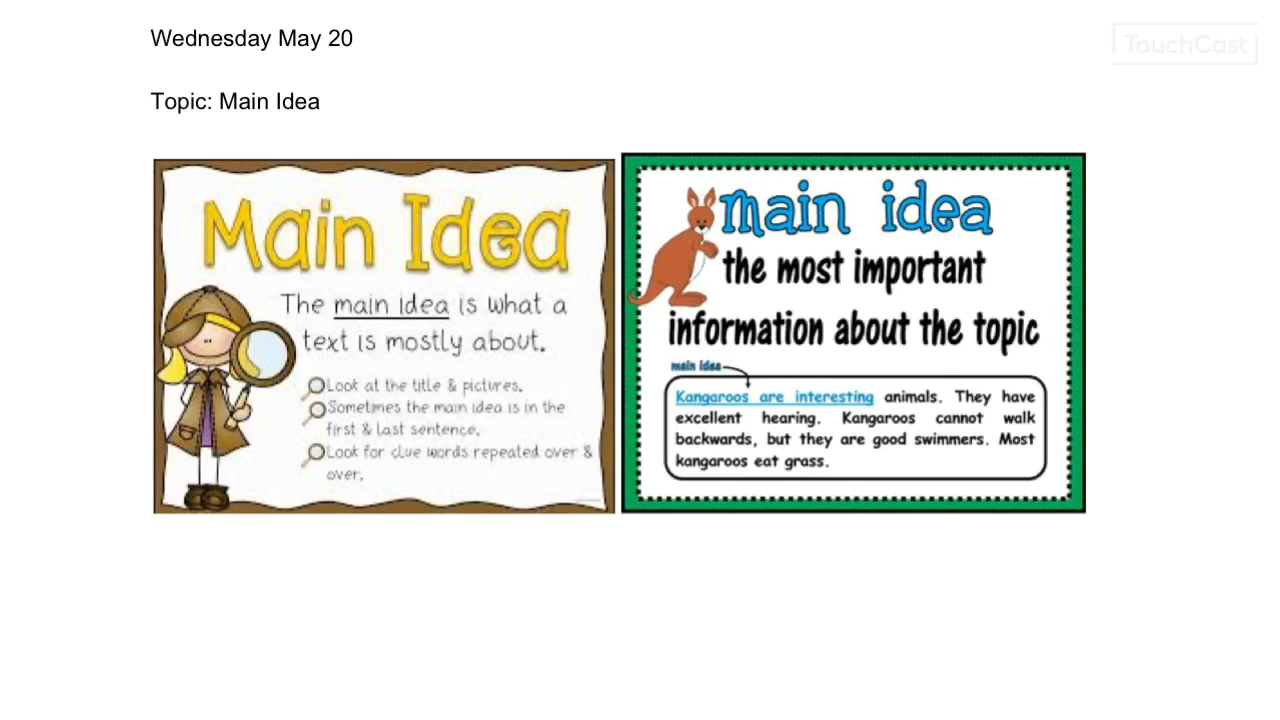 Wednesday May 20
TouchCast
Topic: Main Idea
Main Idea
The main idea is what a
text is mostly about.
Look at the title & pictures.
Sometimes the main idea is in the
first & last sentence.
Look for clue words repeated over &
over.
main idea
the most important
information about the topic
main idea
Kangaroos are interesting animals. They have
excellent hearing. Kangaroos cannot walk
backwards, but they are good swimmers. Most
kangaroos eat grass.